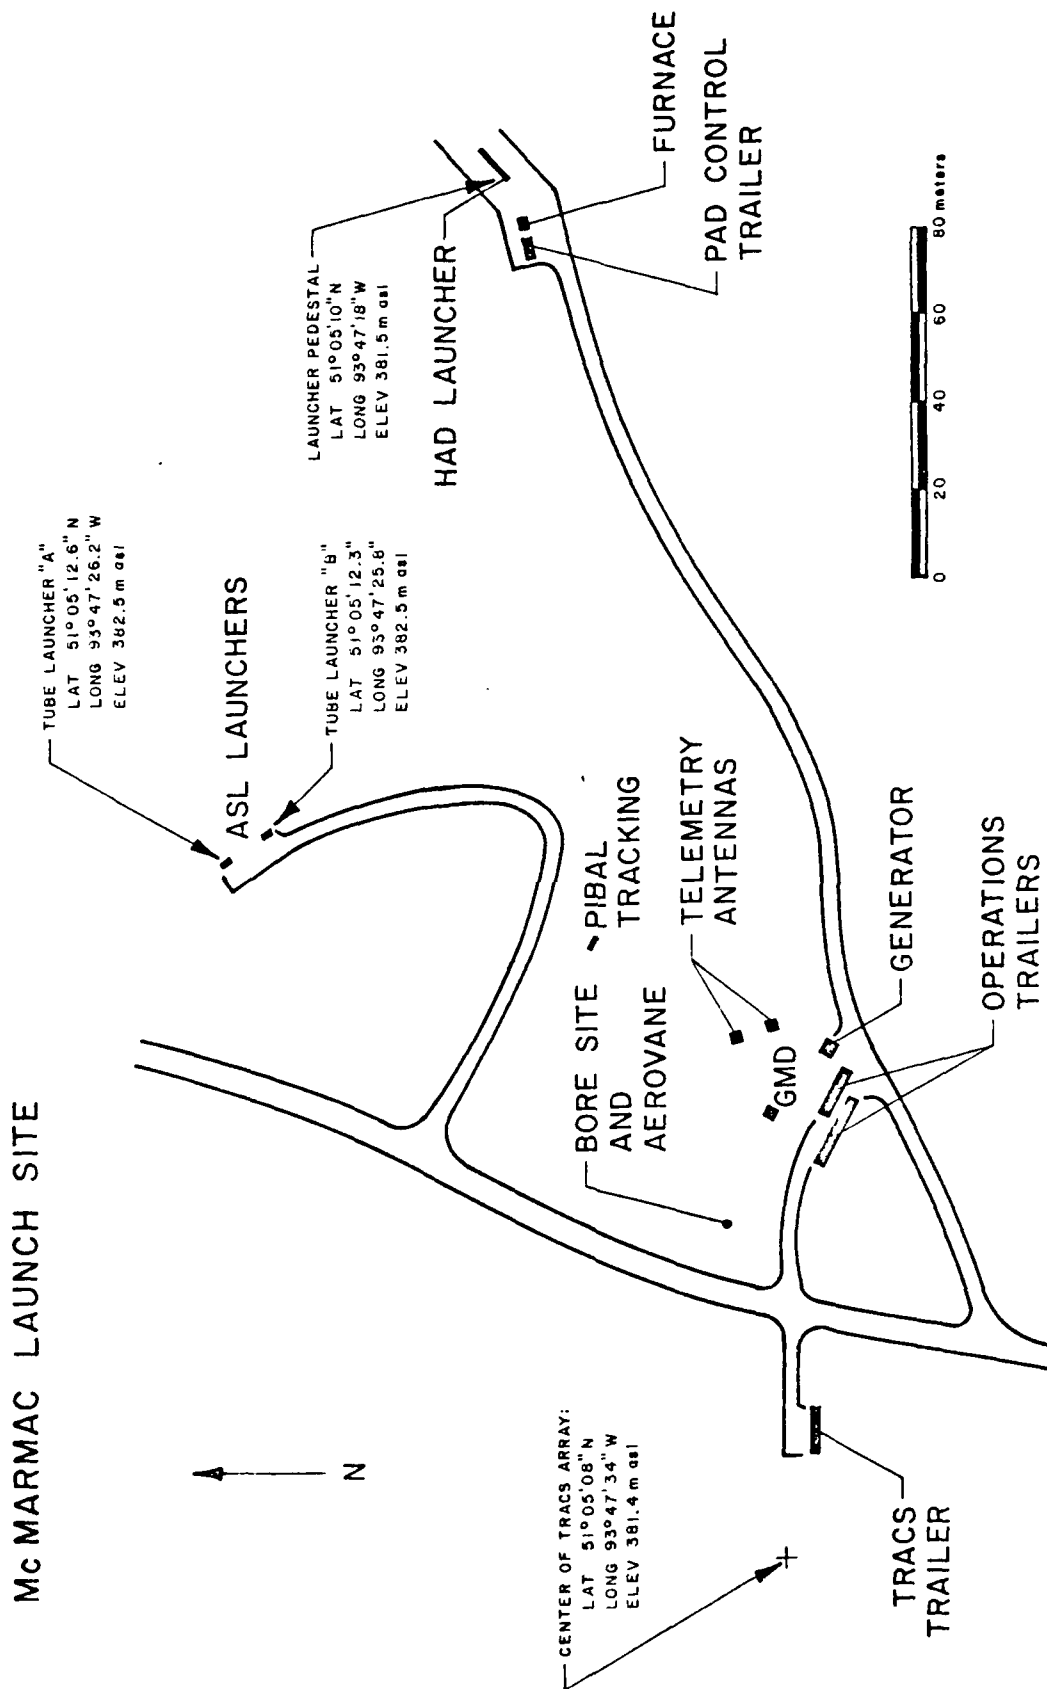 Mc MARMAC LAUNCH SITE
N
TUBE LAUNCHER "A"
LAT 51°05'12.6" N
LONG 93°47'26.2" W
ELEV 382.5 m asl
ASL LAUNCHERS
TUBE LAUNCHER "B"
LAT 51°05'12.3"
LONG 93°47'25.8"
ELEV 382.5 m asl
LAUNCHER PEDESTAL
LAT 51°05'10" N
LONG 93°47'18" W
ELEV 381.5 m asl
HAD LAUNCHER
FURNACE
PAD CONTROL
TRAILER
CENTER OF TRACS ARRAY:
LAT 51°05'08" N
LONG 93°47'34" W
ELEV 381.4 m asl
BORE SITE
AND
AEROVANE
PIBAL
TRACKING
TELEMETRY
ANTENNAS
GMD
GENERATOR
OPERATIONS
TRAILERS
TRACS
TRAILER
0 20 40 60 80 meters